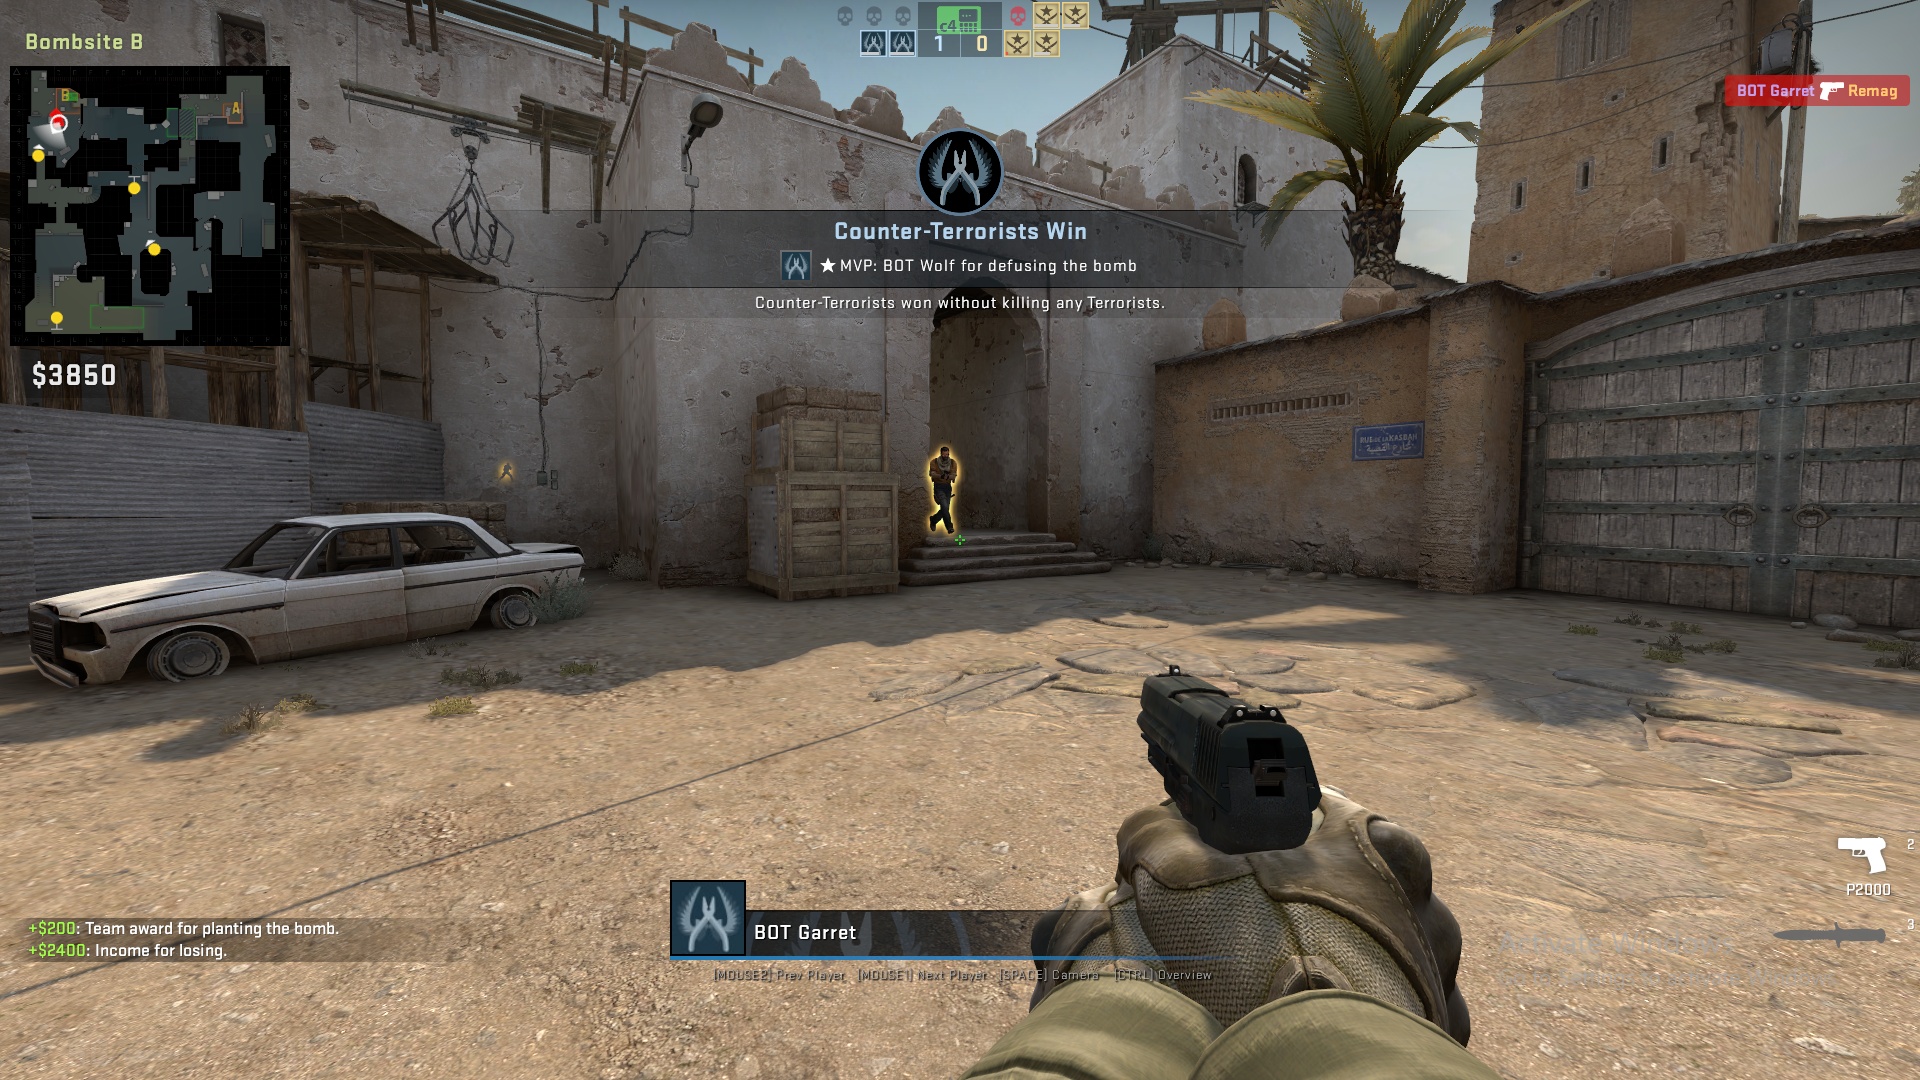 Bombsite B
B
A
$3850
C4
1 0
BOT Garret Remag
Counter-Terrorists Win
MVP: BOT Wolf for defusing the bomb
Counter-Terrorists won without killing any Terrorists.
2
P2000
3
+$200: Team award for planting the bomb.
+$2400: Income for losing.
BOT Garret
[MOUSE2] Prev Player [MOUSE1] Next Player [SPACE] Camera [CTRL] Overview